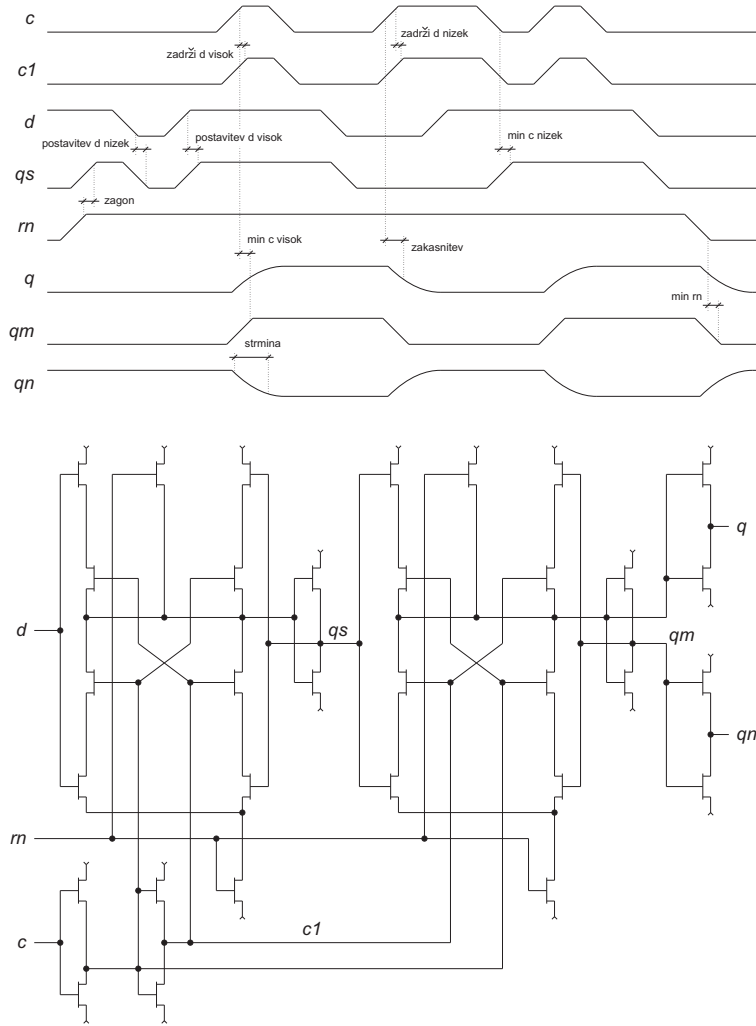 c
zadrži d nizek
zadrži d visok
c1
d
postavitev d nizek
postavitev d visok
min c nizek
qs
zagon
rn
min c visok
zakasnitev
q
min rn
qm
strmina
qn
q
d
qs
qm
qn
rn
c1
c